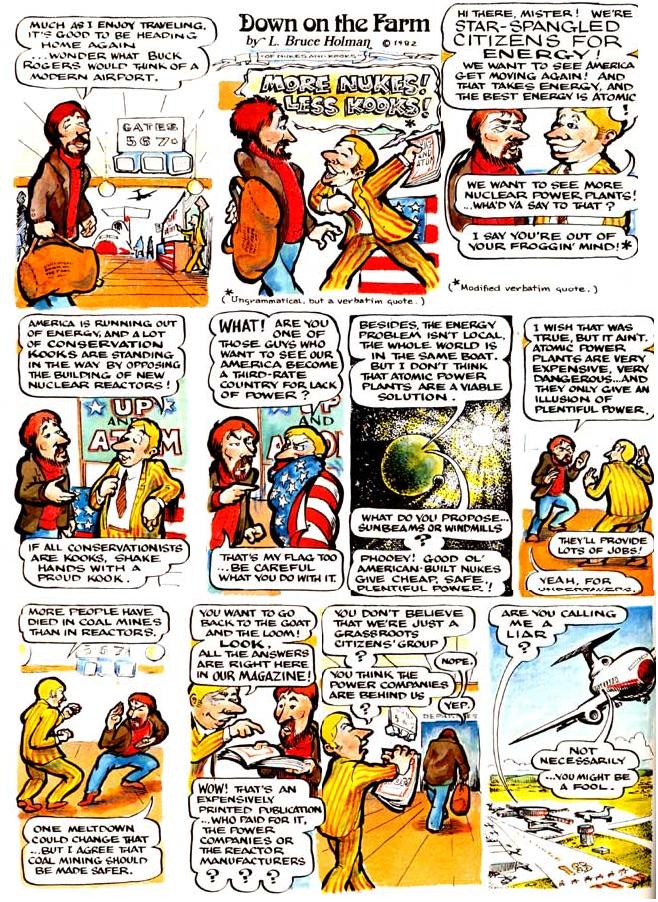 MUCH AS I ENJOY TRAVELING,
IT'S GOOD TO BE HEADING
HOME AGAIN
...WONDER WHAT BUCK
ROGERS WOULD THINK OF A
MODERN AIRPORT.
GATES
5 6 7
Down on the Farm
by L. Bruce Holman © 1982
OF NUKES AND KOOKS
MORE NUKES!
LESS KOOKS!
*
(* Ungrammatical, but a verbatim quote.)
HI THERE, MISTER! WE'RE
STAR-SPANGLED
CITIZENS FOR
ENERGY!
WE WANT TO SEE AMERICA
GET MOVING AGAIN! AND
THAT TAKES ENERGY, AND
THE BEST ENERGY IS ATOMIC
!
WE WANT TO SEE MORE
NUCLEAR POWER PLANTS!
...WHA'D YA SAY TO THAT?
I SAY YOU'RE OUT OF
YOUR FROGGIN' MIND!*
(*Modified verbatim quote.)
AMERICA IS RUNNING OUT
OF ENERGY, AND A LOT
OF CONSERVATION
KOOKS ARE STANDING
IN THE WAY BY OPPOSING
THE BUILDING OF NEW
NUCLEAR REACTORS!
UP
AND
ATOM
IF ALL CONSERVATIONISTS
ARE KOOKS, SHAKE
HANDS WITH A
PROUD KOOK.
WHAT! ARE YOU
ONE OF
THOSE GUYS WHO
WANT TO SEE OUR
AMERICA BECOME
A THIRD-RATE
COUNTRY FOR LACK
OF POWER?
UP
AND
THAT'S MY FLAG TOO
...BE CAREFUL
WHAT YOU DO WITH IT.
BESIDES, THE ENERGY
PROBLEM ISN'T LOCAL.
THE WHOLE WORLD IS
IN THE SAME BOAT.
BUT I DON'T THINK
THAT ATOMIC POWER
PLANTS ARE A VIABLE
SOLUTION.
WHAT DO YOU PROPOSE...
SUNBEAMS OR WINDMILLS
?
PHOOEY! GOOD OL'
AMERICAN-BUILT NUKES
GIVE CHEAP, SAFE,
PLENTIFUL POWER!
I WISH THAT WAS
TRUE, BUT IT AIN'T.
ATOMIC POWER
PLANTS ARE VERY
EXPENSIVE, VERY
DANGEROUS...AND
THEY ONLY GIVE AN
ILLUSION OF
PLENTIFUL POWER.
THEY'LL PROVIDE
LOTS OF JOBS!
YEAH, FOR
UNDERTAKERS.
MORE PEOPLE HAVE
DIED IN COAL MINES
THAN IN REACTORS.
ONE MELTDOWN
COULD CHANGE THAT
...BUT I AGREE THAT
COAL MINING SHOULD
BE MADE SAFER.
YOU WANT TO GO
BACK TO THE GOAT
AND THE LOOM!
LOOK,
ALL THE ANSWERS
ARE RIGHT HERE
IN OUR MAGAZINE!
WOW! THAT'S AN
EXPENSIVELY
PRINTED PUBLICATION
...WHO PAID FOR IT,
THE POWER
COMPANIES OR
THE REACTOR
MANUFACTURERS
? ? ?
YOU DON'T BELIEVE
THAT WE'RE JUST A
GRASSROOTS
CITIZENS' GROUP
?
NOPE.
YOU THINK THE
POWER COMPANIES
ARE BEHIND US
?
YEP.
ARE YOU CALLING
ME A
LIAR
?
NOT
NECESSARILY
...YOU MIGHT BE
A FOOL.